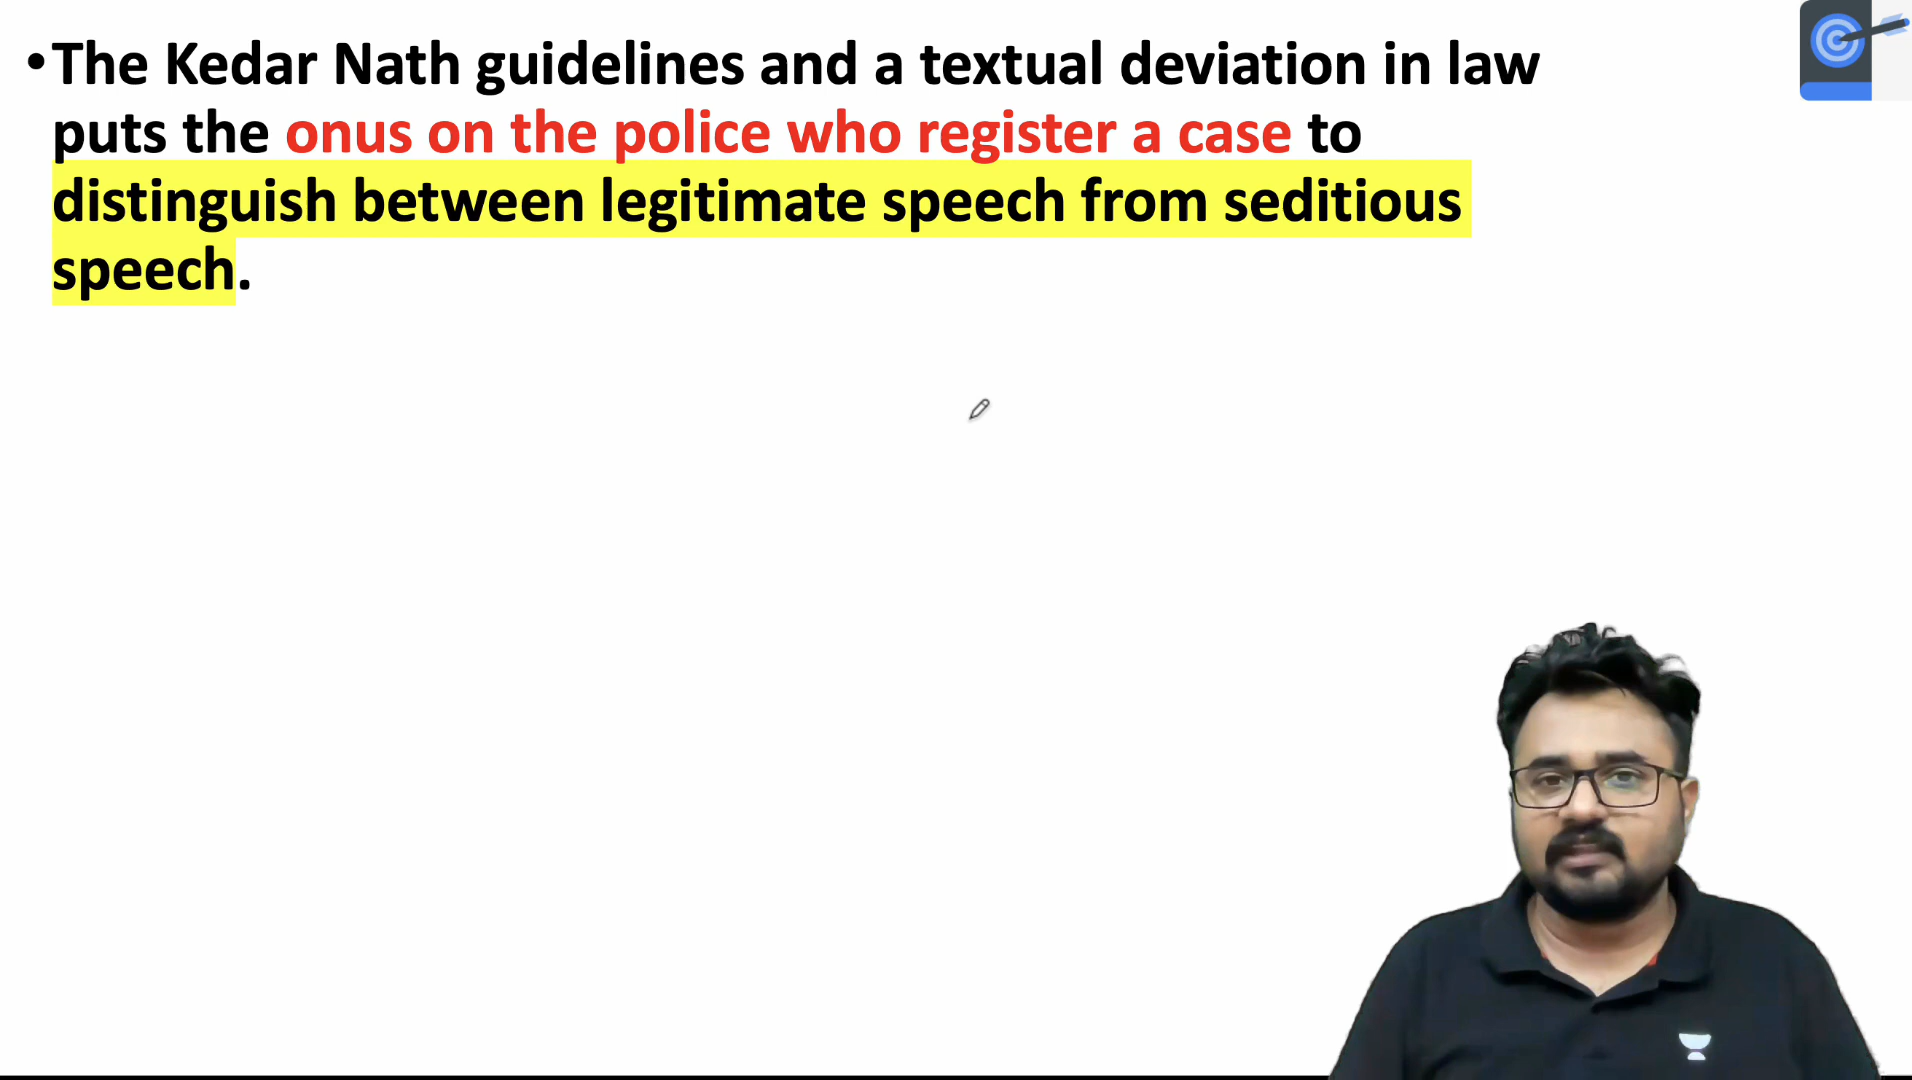 •The Kedar Nath guidelines and a textual deviation in law
puts the onus on the police who register a case to
distinguish between legitimate speech from seditious
speech.